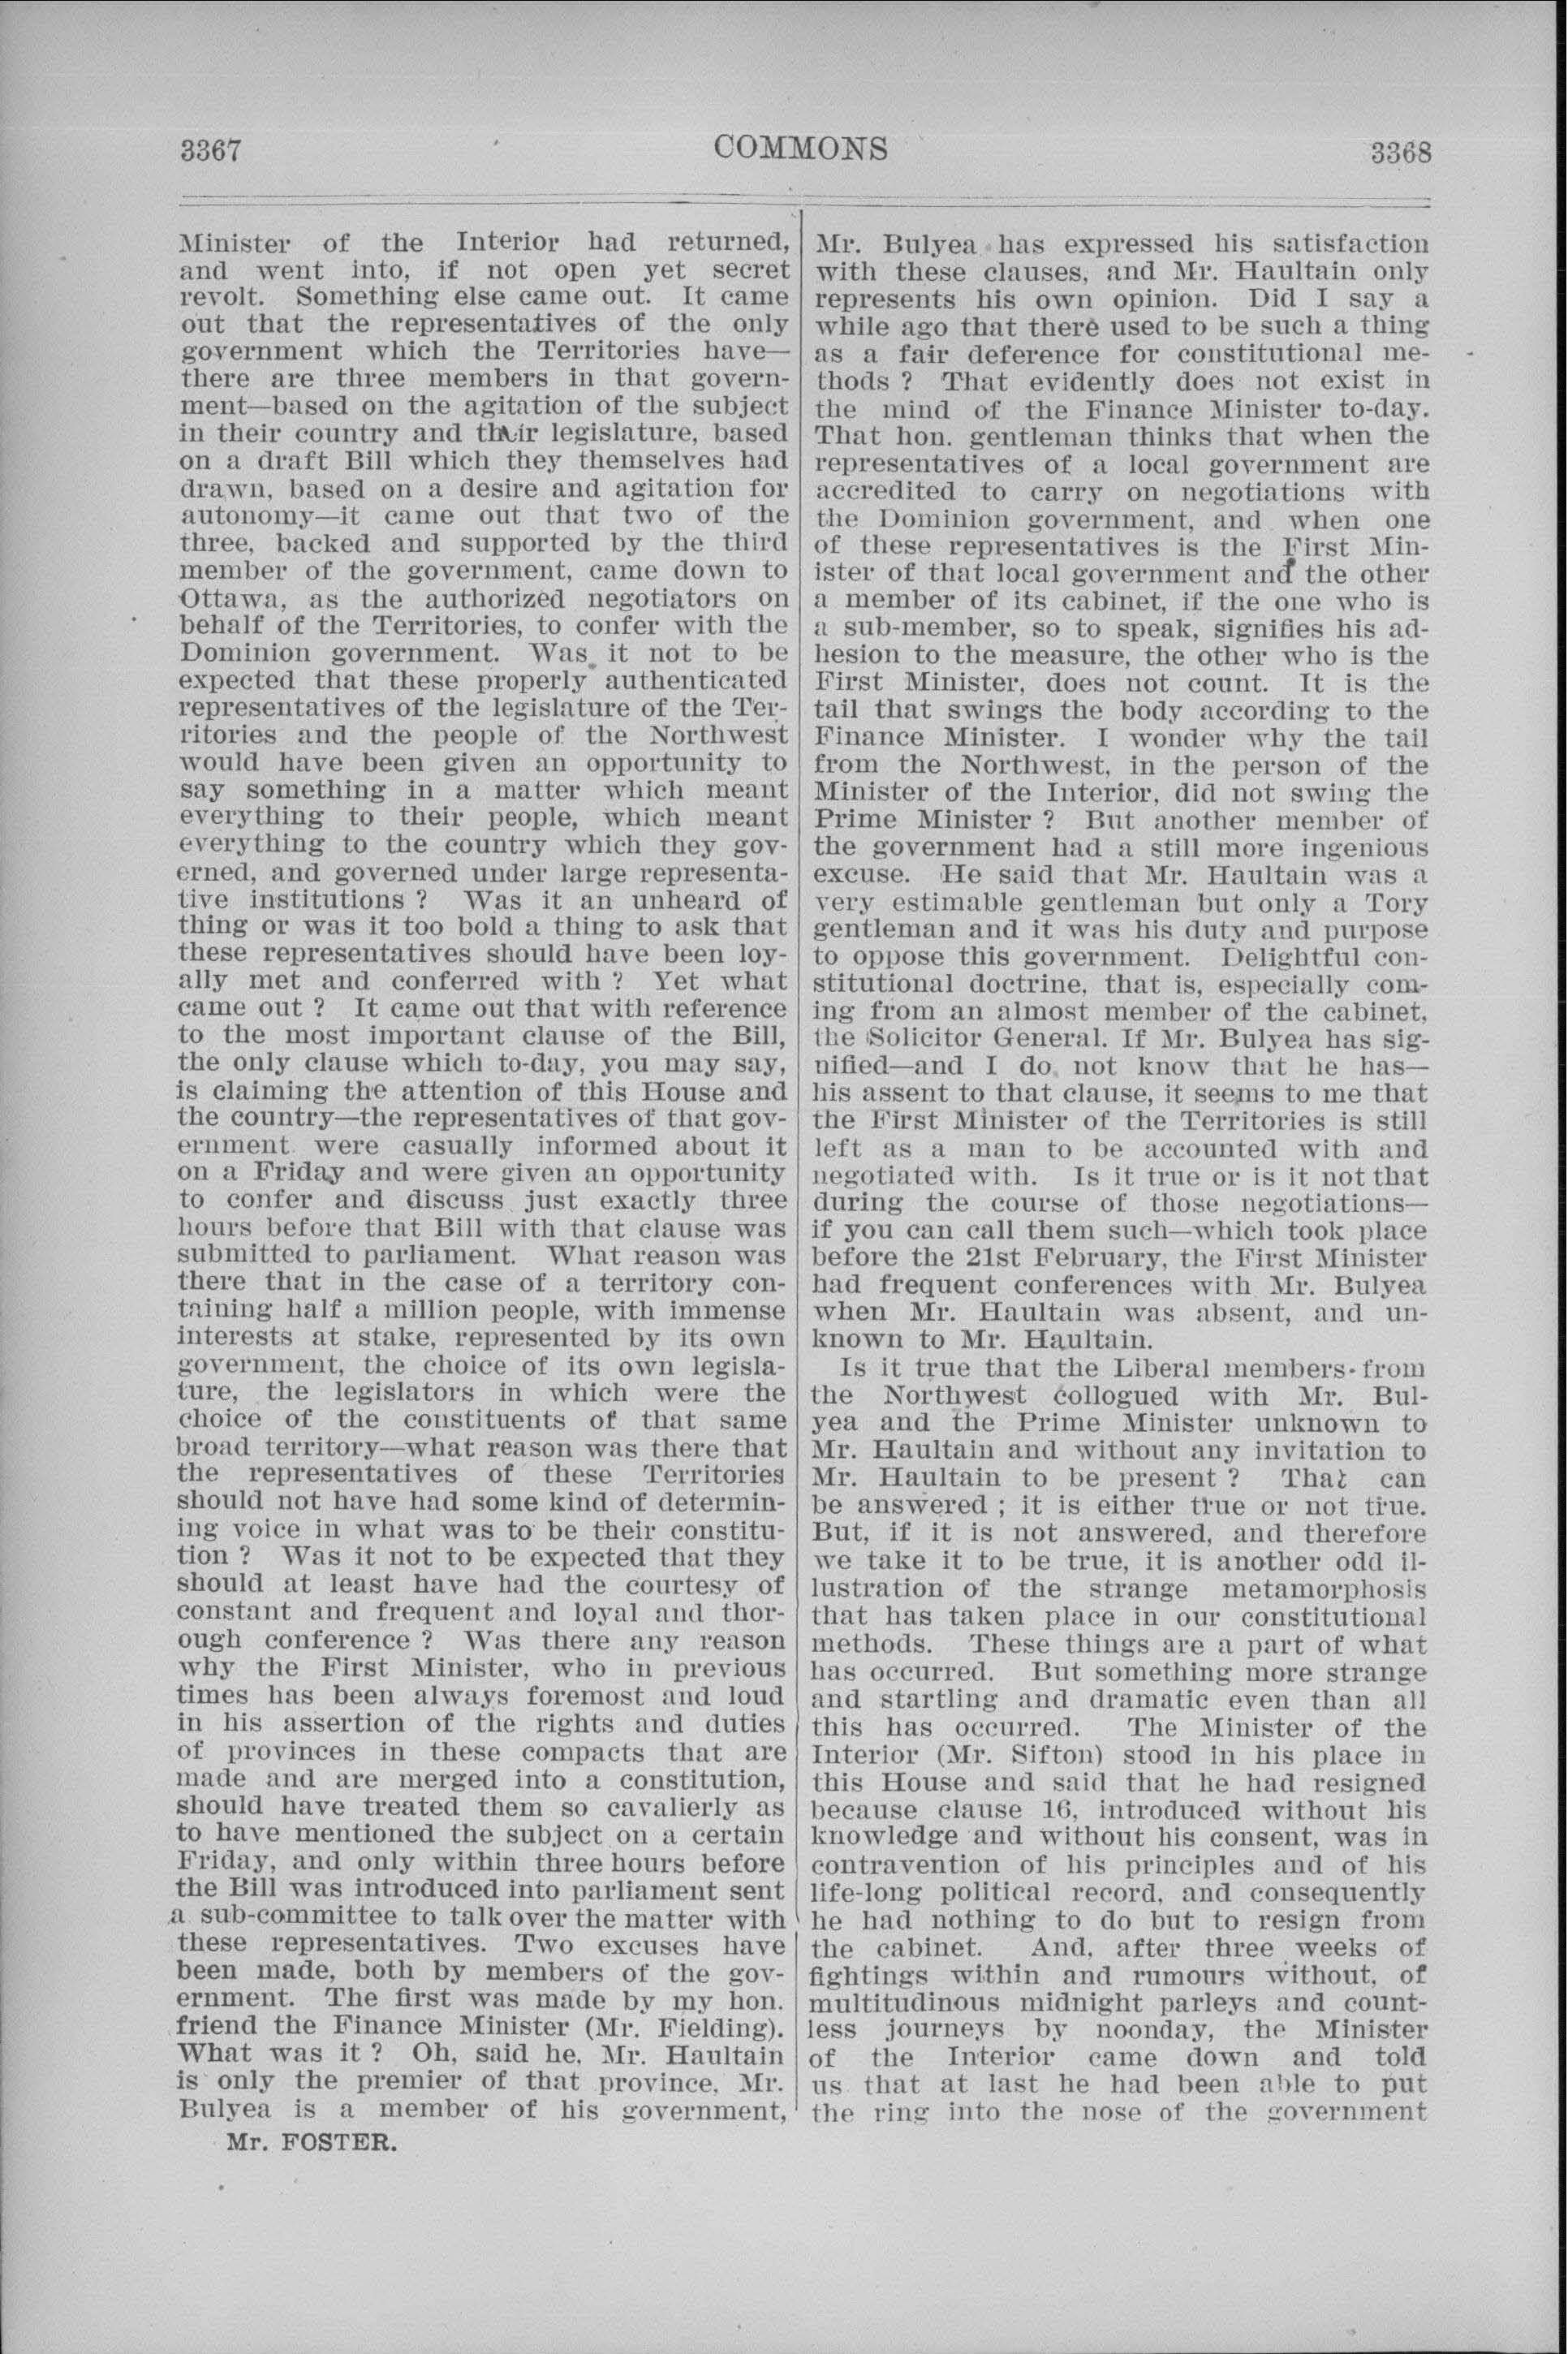 3367 COMMONS 3368
Minister of the Interior had returned,
and went into, if not open yet secret
revolt. Something else came out. It came
out that the representatives of the only
government which the Territories have—
there are three members in that govern-
ment—based on the agitation of the subject
in their country and their legislature, based
on a draft Bill which they themselves had
drawn, based on a desire and agitation for
autonomy—it came out that two of the
three, backed and supported by the third
member of the government, came down to
Ottawa, as the authorized negotiators on
behalf of the Territories, to confer with the
Dominion government. Was it not to be
expected that these properly authenticated
representatives of the legislature of the Ter-
ritories and the people of the Northwest
would have been given an opportunity to
say something in a matter which meant
everything to their people, which meant
everything to the country which they gov-
erned, and governed under large representa-
tive institutions ? Was it an unheard of
thing or was it too bold a thing to ask that
these representatives should have been loy-
ally met and conferred with ? Yet what
came out ? It came out that with reference
to the most important clause of the Bill,
the only clause which to-day, you may say,
is claiming the attention of this House and
the country—the representatives of that gov-
ernment were casually informed about it
on a Friday and were given an opportunity
to confer and discuss just exactly three
hours before that Bill with that clause was
submitted to parliament. What reason was
there that in the case of a territory con-
taining half a million people, with immense
interests at stake, represented by its own
government, the choice of its own legisla-
ture, the legislators in which were the
choice of the constituents of that same
broad territory—what reason was there that
the representatives of these Territories
should not have had some kind of determin-
ing voice in what was to be their constitu-
tion ? Was it not to be expected that they
should at least have had the courtesy of
constant and frequent and loyal and thor-
ough conference ? Was there any reason
why the First Minister, who in previous
times has been always foremost and loud
in his assertion of the rights and duties
of provinces in these compacts that are
made and are merged into a constitution,
should have treated them so cavalierly as
to have mentioned the subject on a certain
Friday, and only within three hours before
the Bill was introduced into parliament sent
a sub-committee to talk over the matter with
these representatives. Two excuses have
been made, both by members of the gov-
ernment. The first was made by my hon.
friend the Finance Minister (Mr. Fielding).
What was it ? Oh, said he, Mr. Haultain
is only the premier of that province, Mr.
Bulyea is a member of his government,
Mr. FOSTER.
Mr. Bulyea has expressed his satisfaction
with these clauses, and Mr. Haultain only
represents his own opinion. Did I say a
while ago that there used to be such a thing
as a fair deference for constitutional me-
thods ? That evidently does not exist in
the mind of the Finance Minister to-day.
That hon. gentleman thinks that when the
representatives of a local government are
accredited to carry on negotiations with
the Dominion government, and when one
of these representatives is the First Min-
ister of that local government and the other
a member of its cabinet, if the one who is
a sub-member, so to speak, signifies his ad-
hesion to the measure, the other who is the
First Minister, does not count. It is the
tail that swings the body according to the
Finance Minister. I wonder why the tail
from the Northwest, in the person of the
Minister of the Interior, did not swing the
Prime Minister ? But another member of
the government had a still more ingenious
excuse. He said that Mr. Haultain was a
very estimable gentleman but only a Tory
gentleman and it was his duty and purpose
to oppose this government. Delightful con-
stitutional doctrine, that is, especially com-
ing from an almost member of the cabinet,
the Solicitor General. If Mr. Bulyea has sig-
nified—and I do not know that he has—
his assent to that clause, it seems to me that
the First Minister of the Territories is still
left as a man to be accounted with and
negotiated with. Is it true or is it not that
during the course of those negotiations—
if you can call them such—which took place
before the 21st February, the First Minister
had frequent conferences with Mr. Bulyea
when Mr. Haultain was absent, and un-
known to Mr. Haultain.
Is it true that the Liberal members from
the Northwest collogued with Mr. Bul-
yea and the Prime Minister unknown to
Mr. Haultain and without any invitation to
Mr. Haultain to be present ? That can
be answered ; it is either true or not true.
But, if it is not answered, and therefore
we take it to be true, it is another odd il-
lustration of the strange metamorphosis
that has taken place in our constitutional
methods. These things are a part of what
has occurred. But something more strange
and startling and dramatic even than all
this has occurred. The Minister of the
Interior (Mr. Sifton) stood in his place in
this House and said that he had resigned
because clause 16, introduced without his
knowledge and without his consent, was in
contravention of his principles and of his
life-long political record, and consequently
he had nothing to do but to resign from
the cabinet. And, after three weeks of
fightings within and rumours without, of
multitudinous midnight parleys and count-
less journeys by noonday, the Minister
of the Interior came down and told
us that at last he had been able to put
the ring into the nose of the government